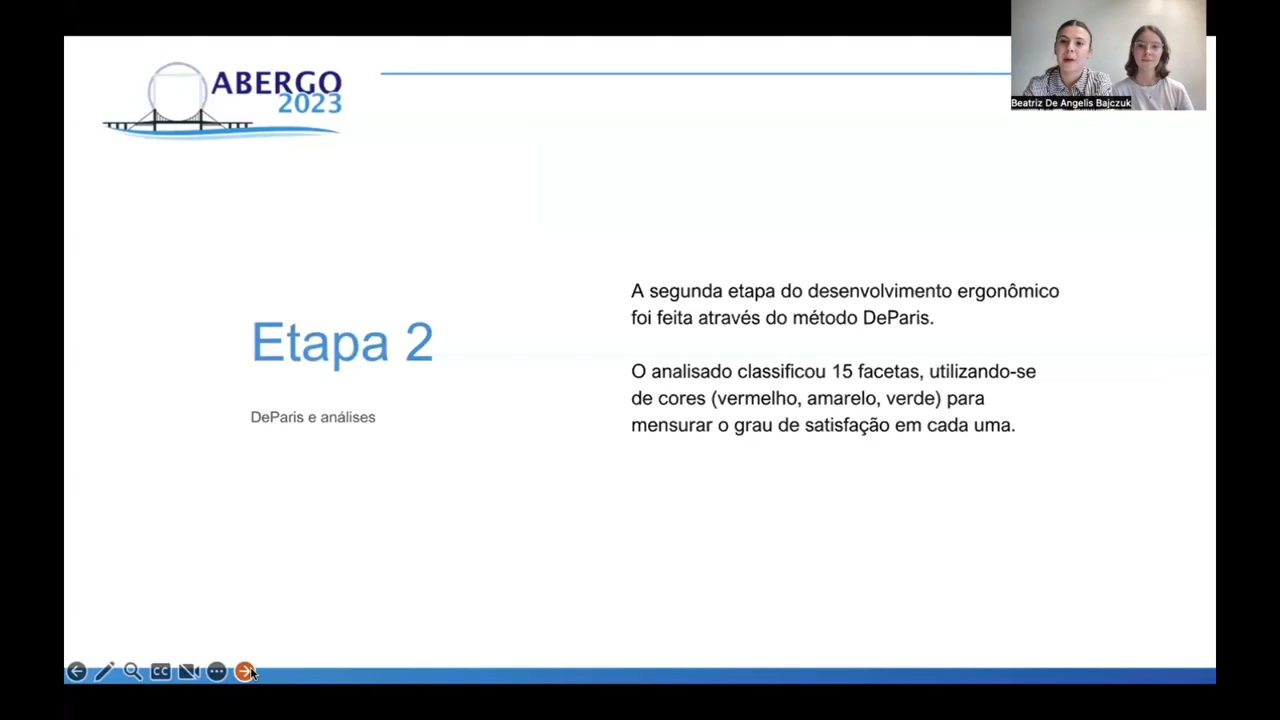 ABERGO
2023
Beatriz De Angelis Bajczuk
Etapa 2
DeParis e análises
A segunda etapa do desenvolvimento ergonômico
foi feita através do método DeParis.
O analisado classificou 15 facetas, utilizando-se
de cores (vermelho, amarelo, verde) para
mensurar o grau de satisfação em cada uma.
CC